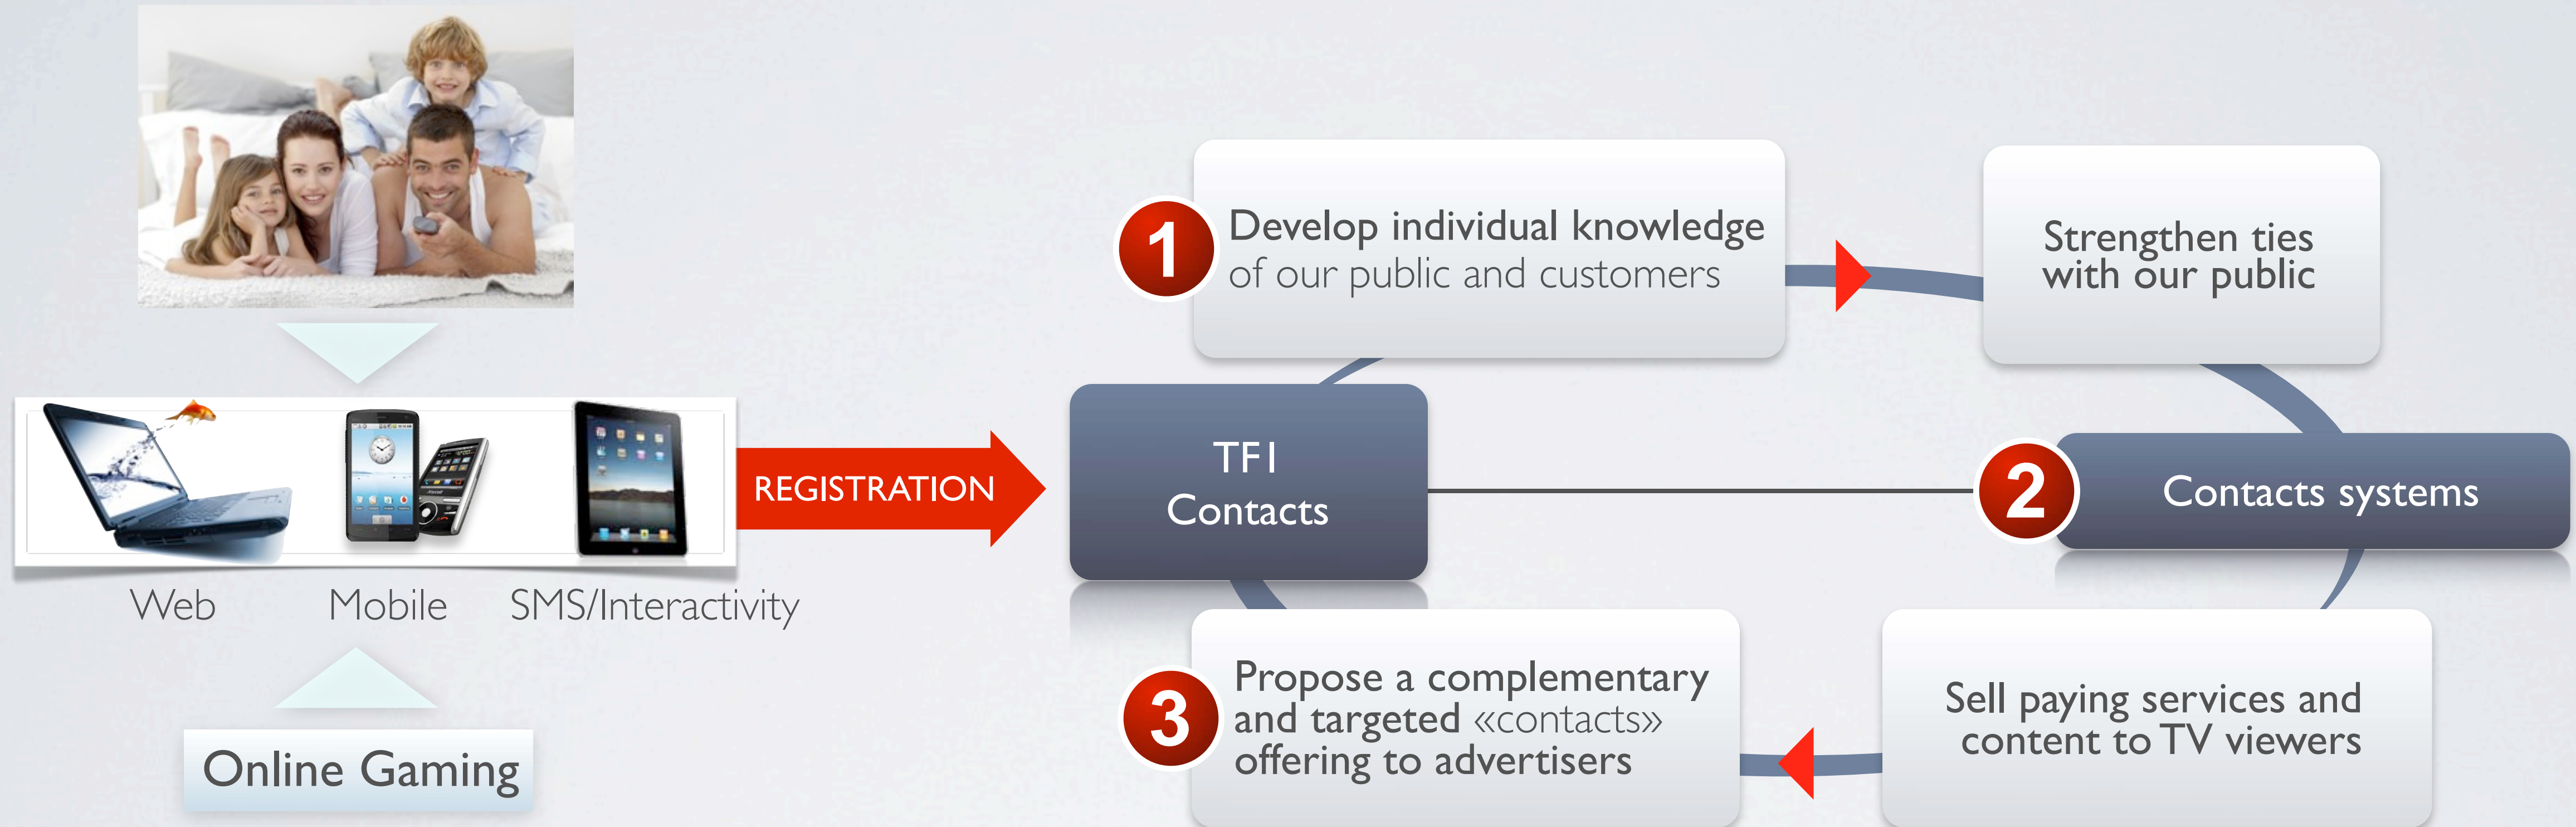 1
Develop individual knowledge
of our public and customers
Strengthen ties
with our public
REGISTRATION
TF1
Contacts
2
Contacts systems
Web
Mobile
SMS/Interactivity
3
Propose a complementary
and targeted «contacts»
offering to advertisers
Sell paying services and
content to TV viewers
Online Gaming